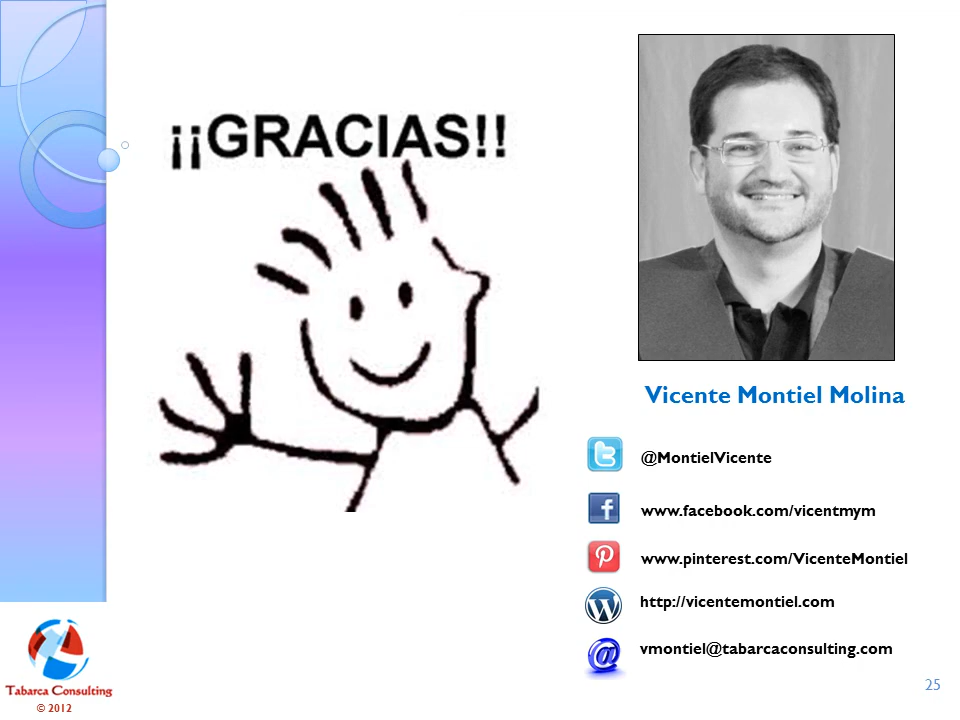 ¡¡GRACIAS!!
Vicente Montiel Molina
@MontielVicente
www.facebook.com/vicentmym
www.pinterest.com/VicenteMontiel
http://vicentemontiel.com
vmontiel@tabarcaconsulting.com
Tabarca Consulting
© 2012
25